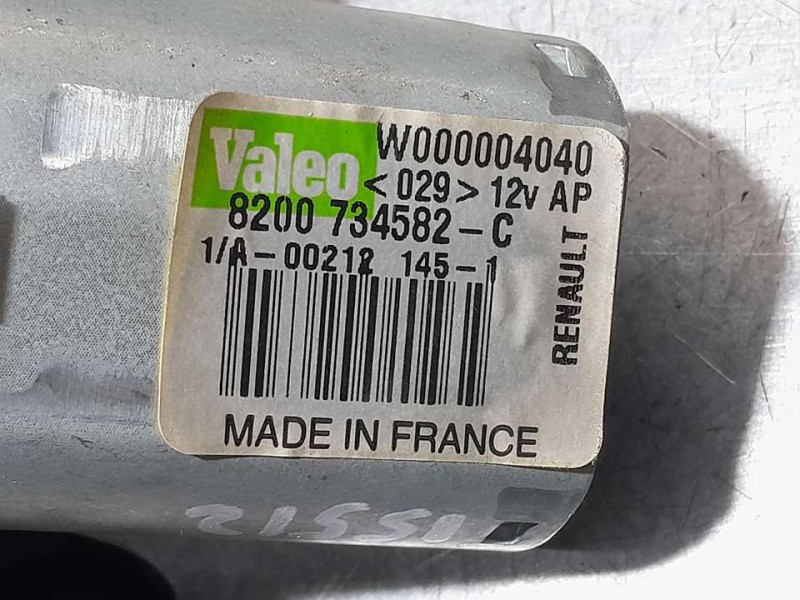 Valeo W000004040
<029> 12v AP
8200 734582-C
1/A-00212 145-1
RENAULT
MADE IN FRANCE